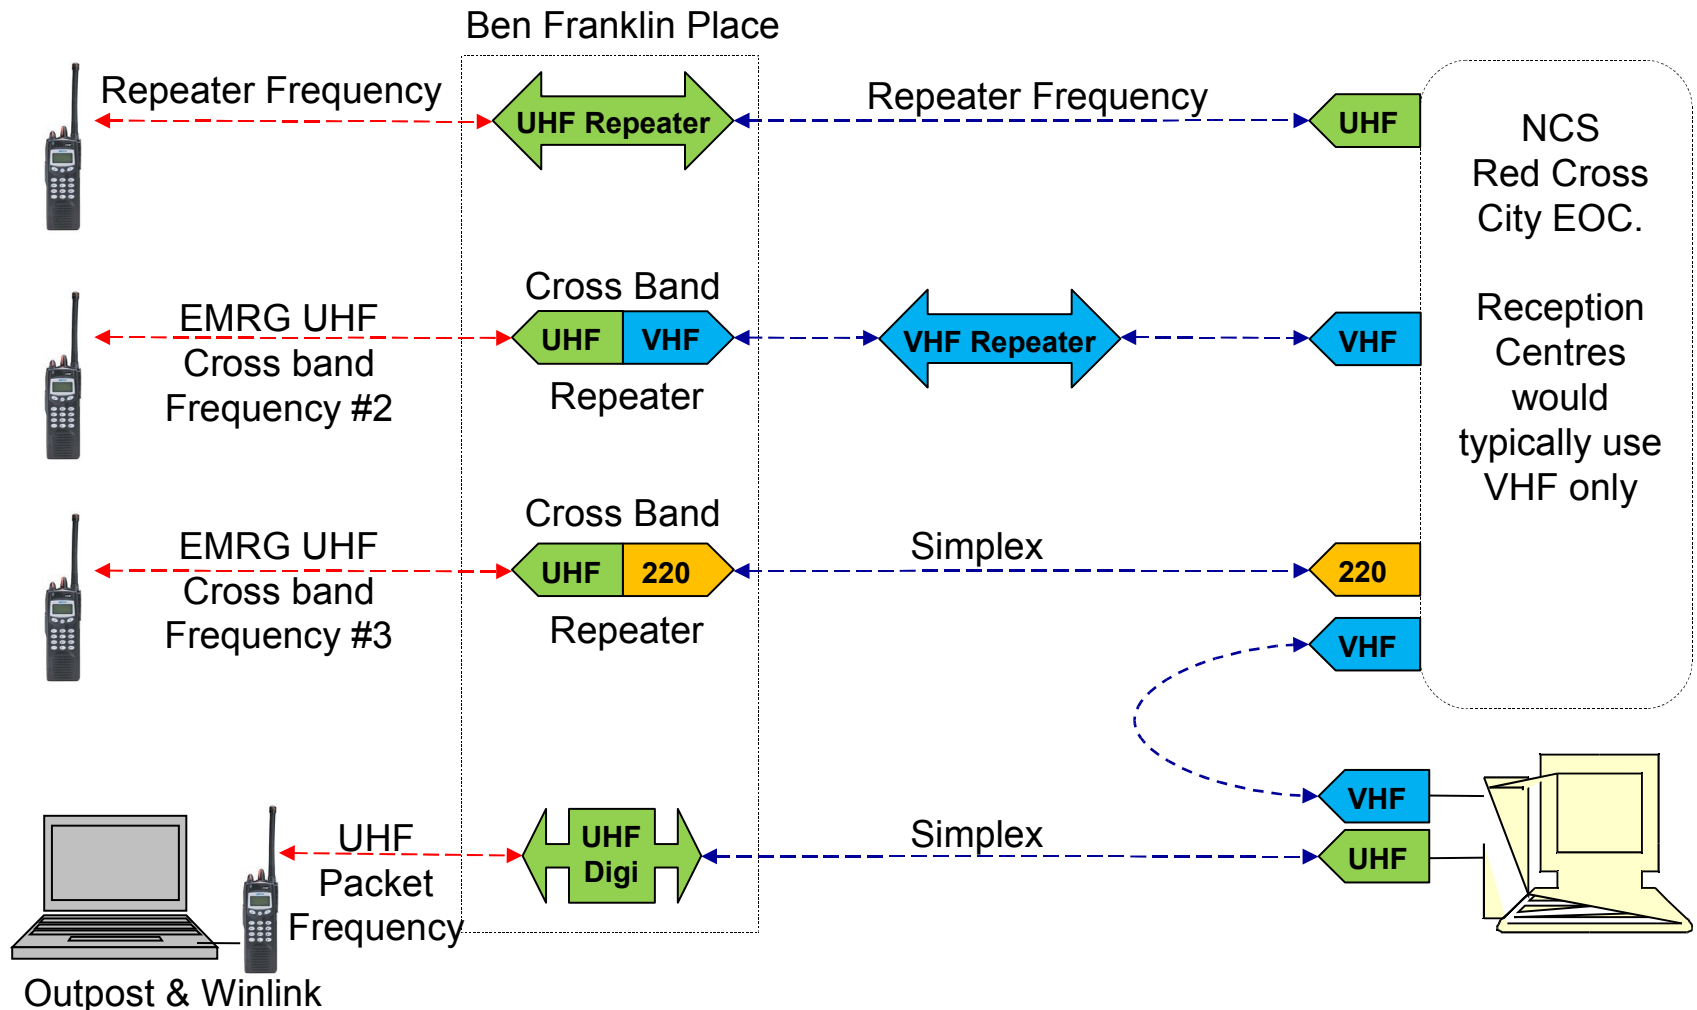 Ben Franklin Place
Repeater Frequency
UHF Repeater
Repeater Frequency
UHF
NCS
Red Cross
City EOC.
Reception
Centres
would
typically use
VHF only
EMRG UHF
Cross band
Frequency #2
Cross Band
UHF VHF
Repeater
VHF Repeater
VHF
EMRG UHF
Cross band
Frequency #3
Cross Band
UHF 220
Repeater
Simplex
220
VHF
UHF
Packet
Frequency
UHF
Digi
Simplex
VHF
UHF
Outpost & Winlink